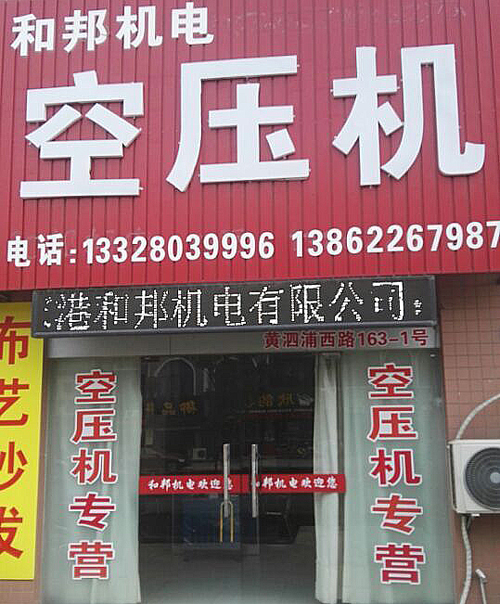 和邦机电
空压机
电话:13328039996 13862267987
港和邦机电有限公司
黄泗浦西路163-1号
布艺沙发
空压机专营
和邦机电欢迎您
和邦机电欢迎您
空压机专营